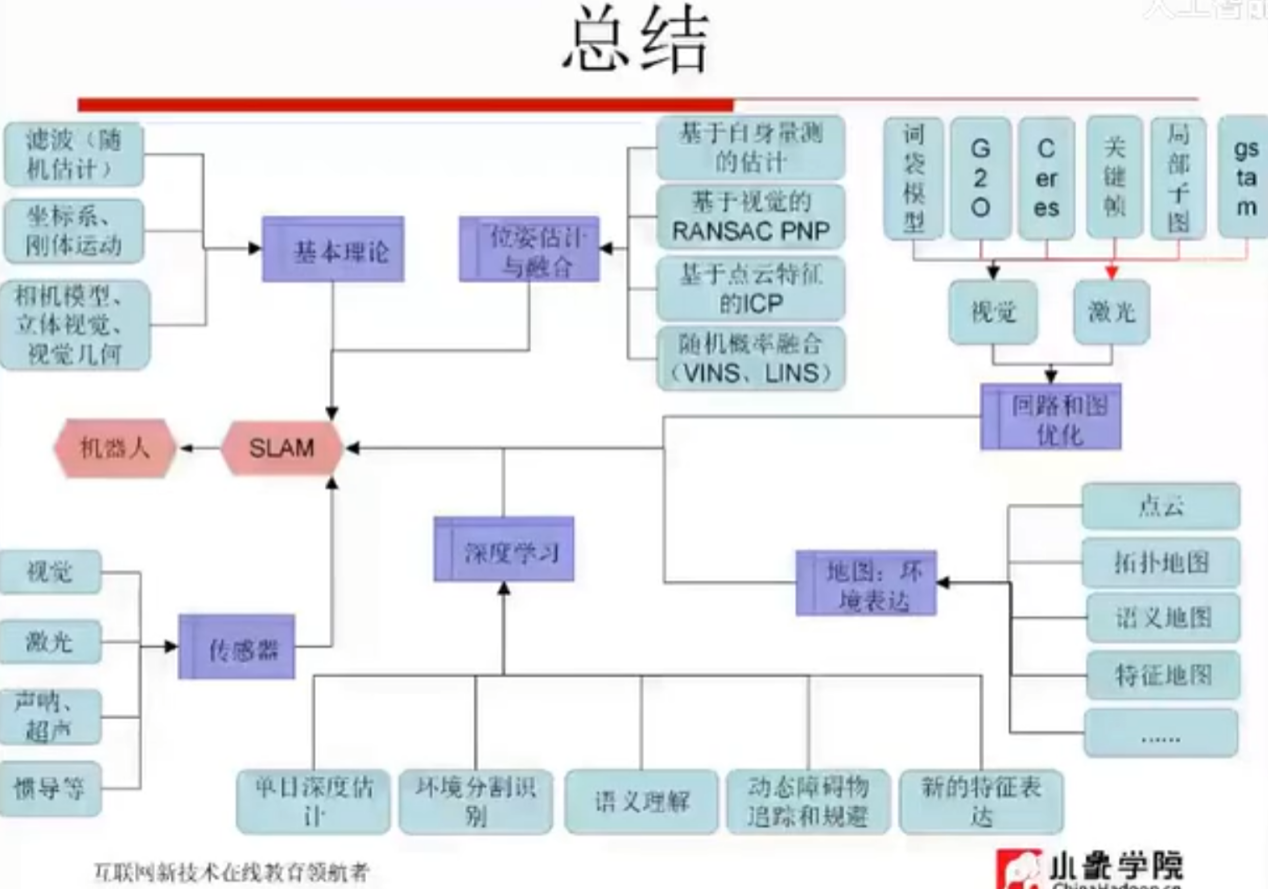 人工智能
总结
滤波（随
机估计）
坐标系、
刚体运动
相机模型、
立体视觉、
视觉几何
基本理论
位姿估计
与融合
基于自身量测
的估计
基于视觉的
RANSAC PNP
基于点云特征
的ICP
随机概率融合
（VINS、LINS）
词
袋
模
型
G
2
O
C
er
es
关
键
帧
局
部
子
图
gs
ta
m
视觉
激光
回路和图
优化
机器人
SLAM
深度学习
地图：环
境表达
点云
拓扑地图
语义地图
特征地图
……
视觉
激光
声呐、
超声
惯导等
传感器
单目深度估
计
环境分割识
别
语义理解
动态障碍物
追踪和规避
新的特征表
达
互联网新技术在线教育领航者
小象学院
ChinaHadoop.cn